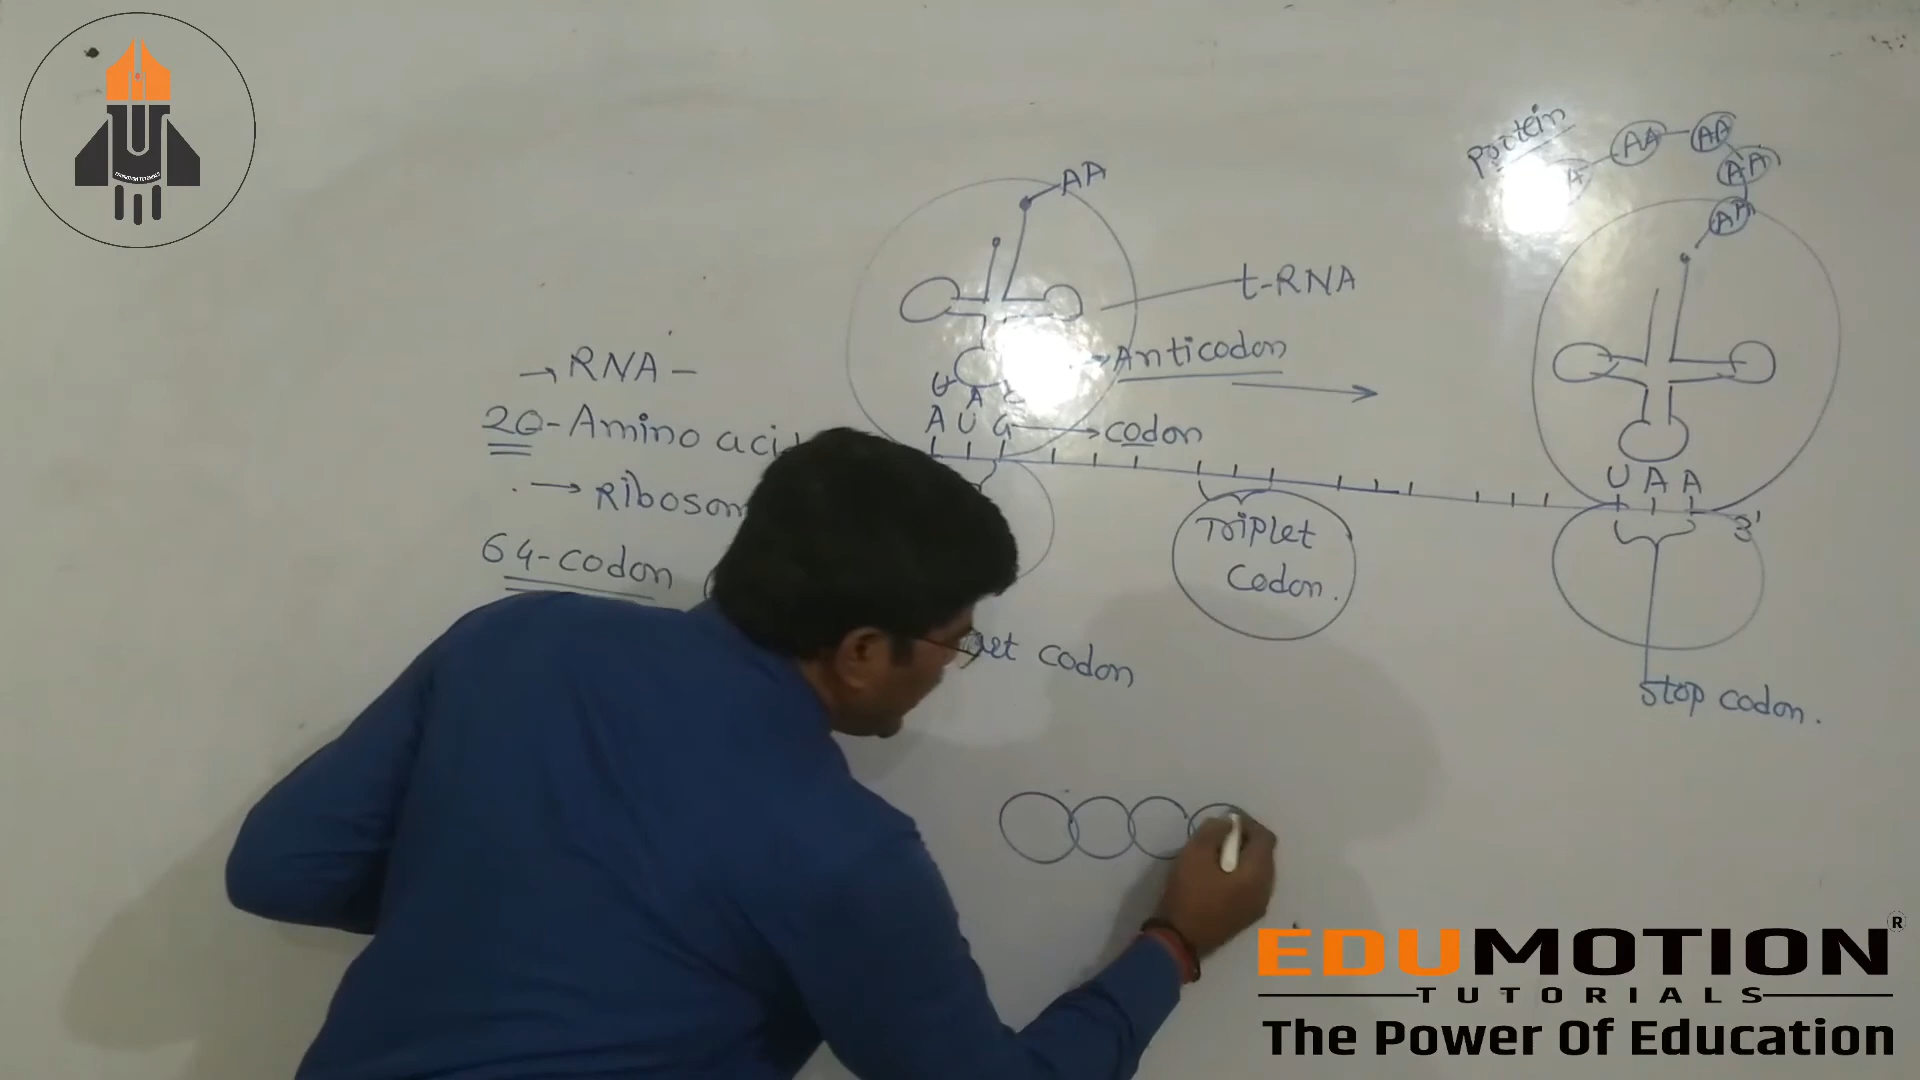 Protein
AA
AA
AA
AA
AA
t-RNA
Anticodon
→ RNA -
G A C
A U G
codon
20-Amino aci
→ Ribosom
U A A
3'
Triplet
Codon.
64-codon
codon
Stop codon.
EDUMOTION®
TUTORIALS
The Power Of Education